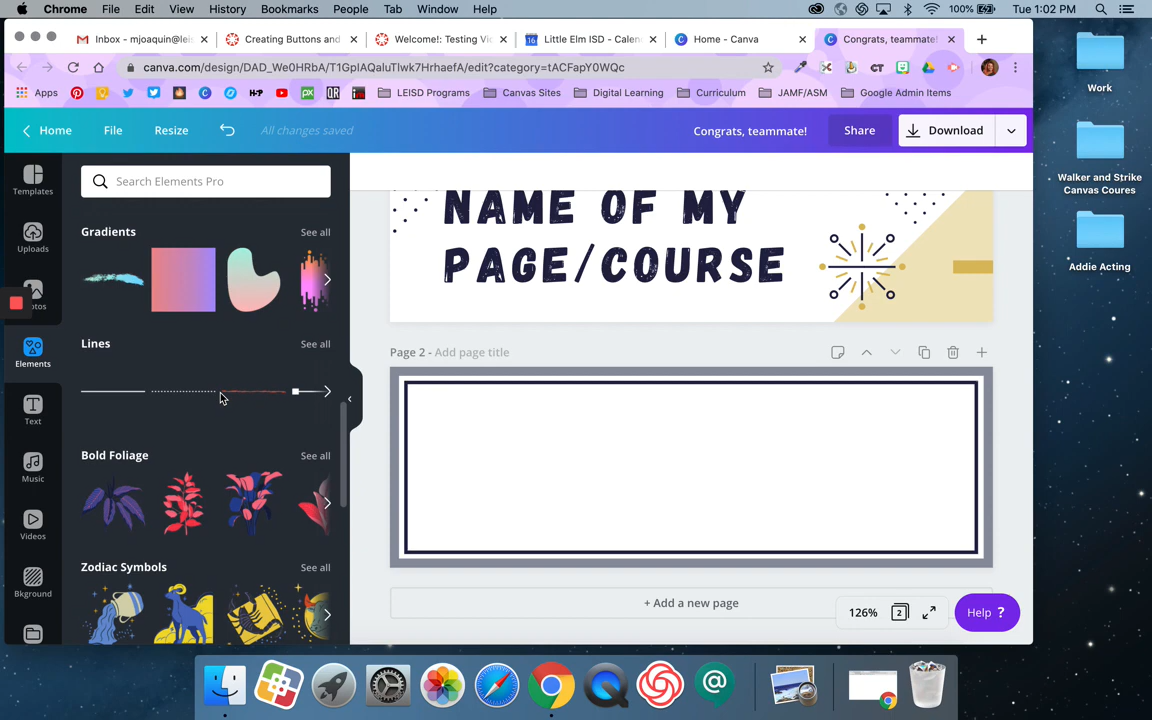 Chrome File Edit View History Bookmarks People Tab Window Help 100% Tue 1:02 PM
Inbox - mjoaquin@leis Creating Buttons and Welcome!: Testing Vi Little Elm ISD - Calen Home - Canva Congrats, teammate!
canva.com/design/DAD_We0HRbA/T1GpIAQaluTlwk7HrhaefA/edit?category=tACFapY0WQc
Apps LEISD Programs Canvas Sites Digital Learning Curriculum JAMF/ASM Google Admin Items
Home File Resize All changes saved Congrats, teammate! Share Download
Templates
Uploads
otos
Elements
Text
Music
Videos
Bkground
Search Elements Pro
Gradients See all
Lines See all
Bold Foliage See all
Zodiac Symbols See all
NAME OF MY
PAGE/COURSE
Page 2 - Add page title
+ Add a new page
126% 2 Help ?
Work
Walker and Strike
Canvas Coures
Addie Acting